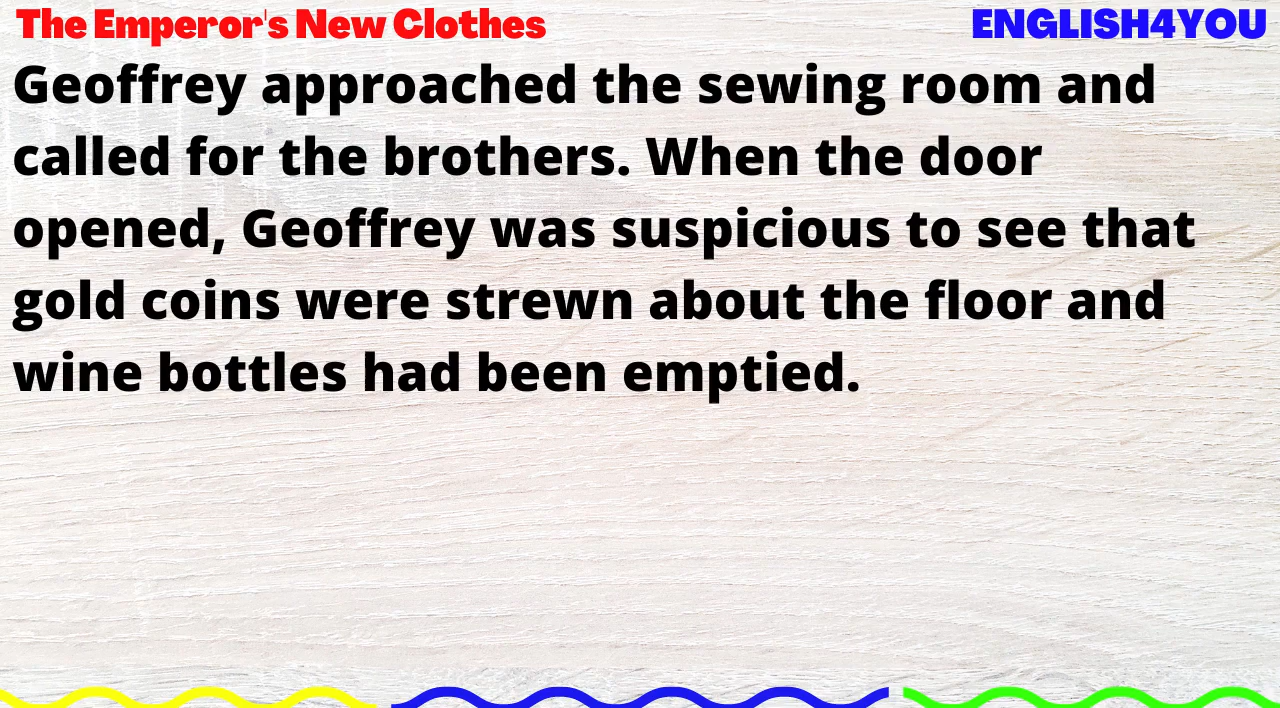 The Emperor's New Clothes
ENGLISH4YOU
Geoffrey approached the sewing room and
called for the brothers. When the door
opened, Geoffrey was suspicious to see that
gold coins were strewn about the floor and
wine bottles had been emptied.